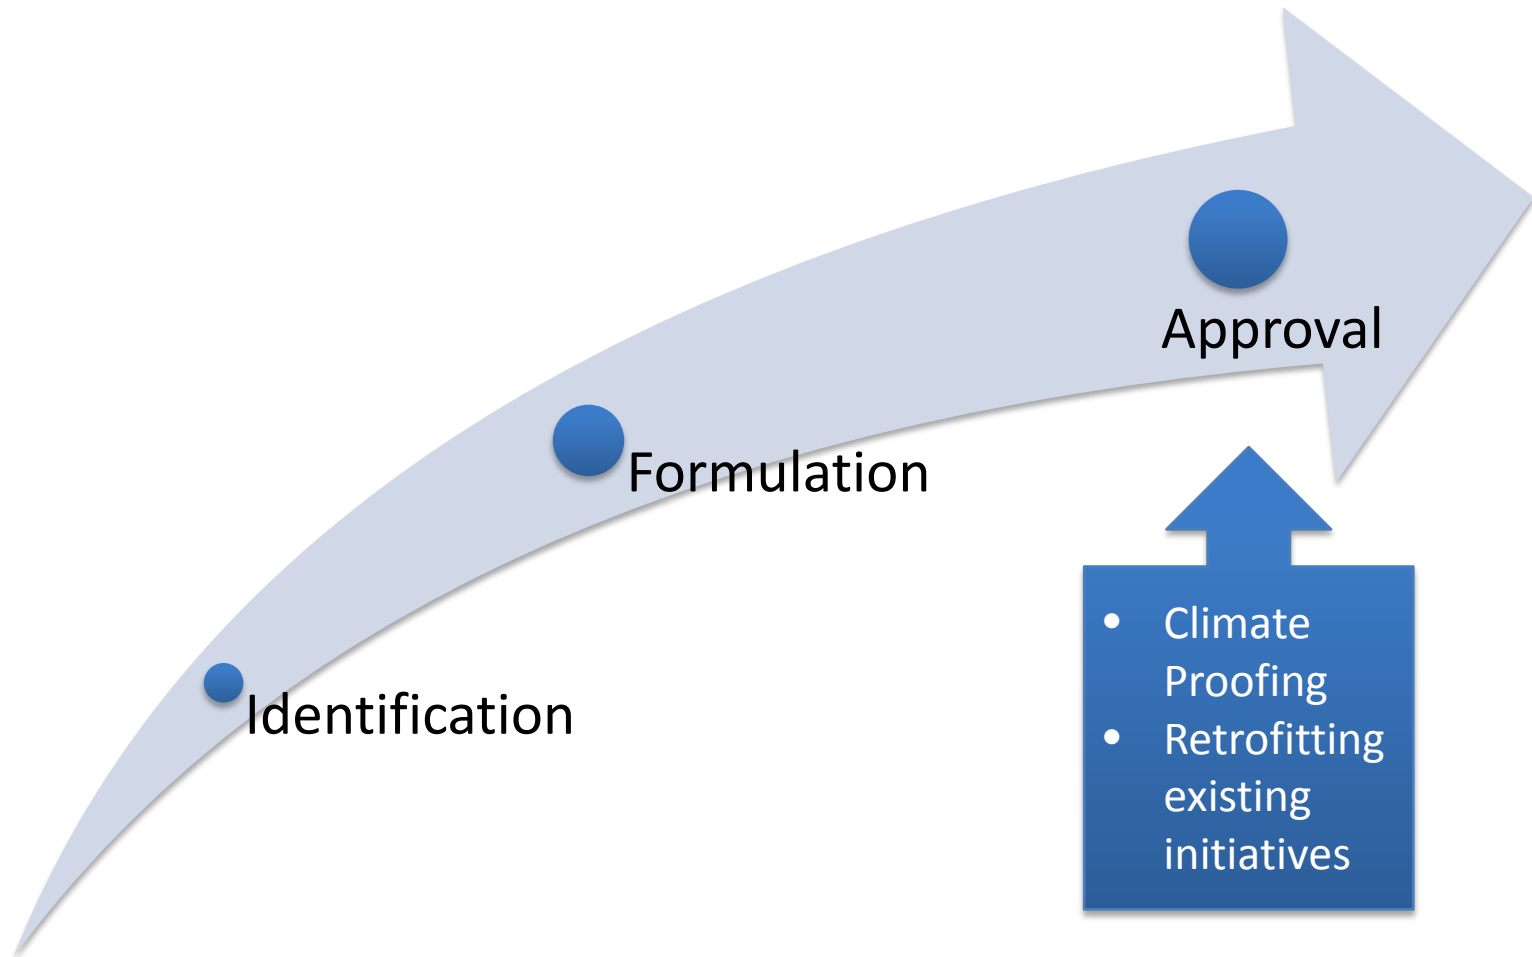 Approval
Formulation
Identification
• Climate
Proofing
• Retrofitting
existing
initiatives